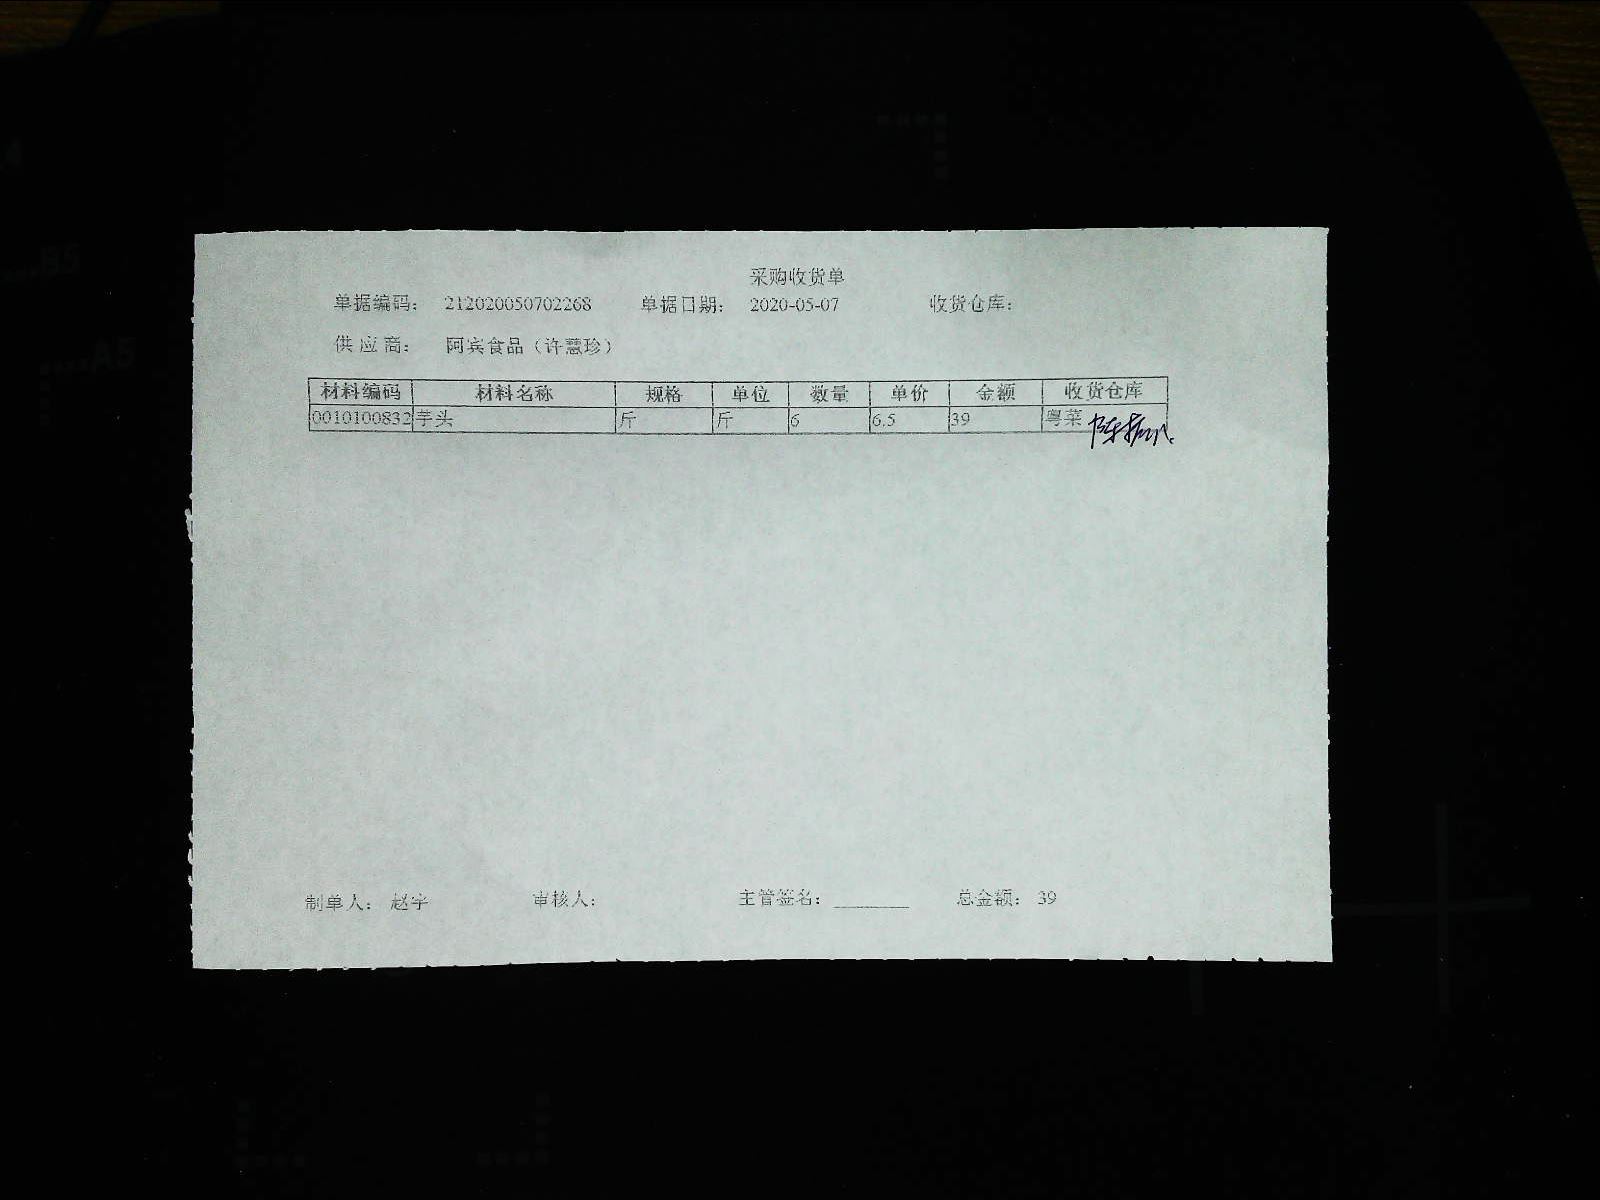 采购收货单
单据编码： 212020050702268 单据日期： 2020-05-07 收货仓库：
供 应 商： 阿宾食品（许慧珍）
材料编码 材料名称 规格 单位 数量 单价 金额 收货仓库
0010100832 芋头 斤 斤 6 6.5 39 粤菜
制单人： 赵宇 审核人： 主管签名： ________ 总金额： 39
B5
A5